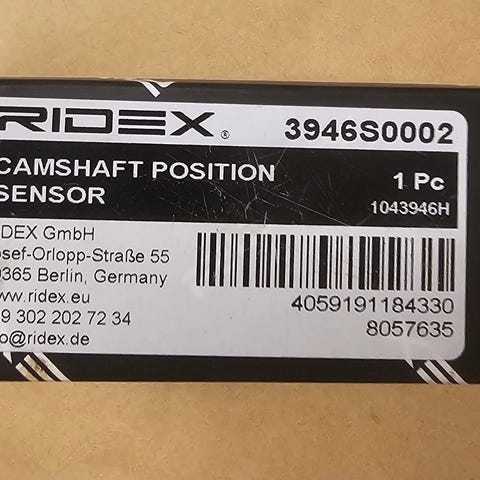 RIDEX® 3946S0002
CAMSHAFT POSITION
SENSOR
1 Pc
1043946H
IDEX GmbH
osef-Orlopp-Straße 55
0365 Berlin, Germany
www.ridex.eu
9 302 202 72 34
fo@ridex.de
4059191184330
8057635